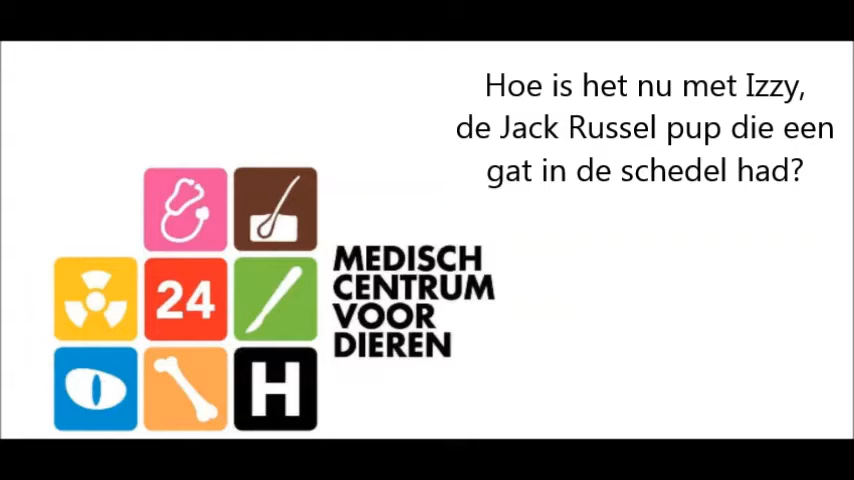 Hoe is het nu met Izzy,
de Jack Russel pup die een
gat in de schedel had?
24
H
MEDISCH
CENTRUM
VOOR
DIEREN